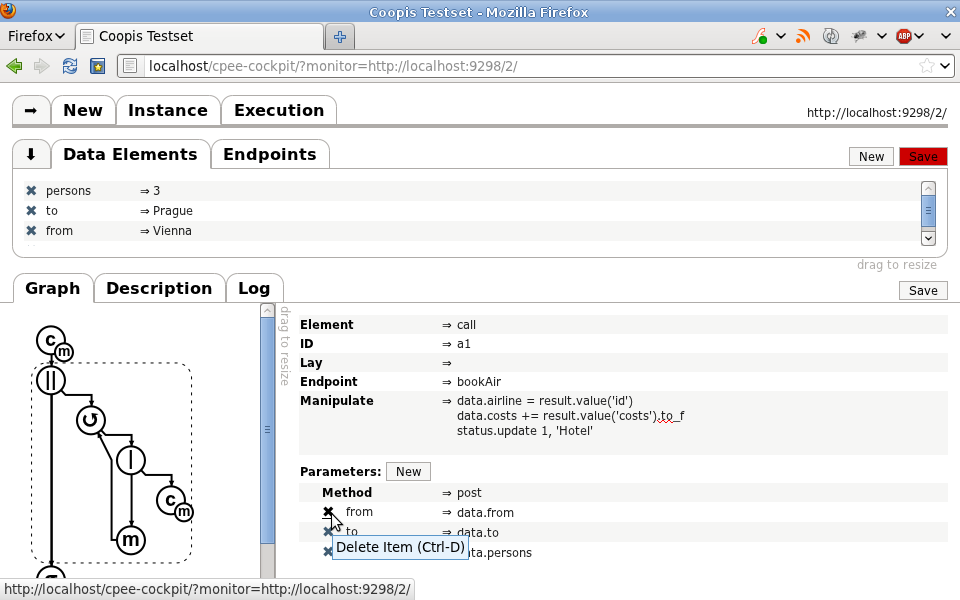 Coopis Testset - Mozilla Firefox
Firefox
Coopis Testset
ABP
localhost/cpee-cockpit/?monitor=http://localhost:9298/2/
New Instance Execution
http://localhost:9298/2/
Data Elements Endpoints
New Save
persons ⇒ 3
to ⇒ Prague
from ⇒ Vienna
drag to resize
Graph Description Log
Save
drag to resize
Element ⇒ call
ID ⇒ a1
Lay ⇒
Endpoint ⇒ bookAir
Manipulate ⇒ data.airline = result.value('id')
data.costs += result.value('costs').to_f
status.update 1, 'Hotel'
Parameters: New
Method ⇒ post
from ⇒ data.from
to ⇒ data.to
ata.persons
Delete Item (Ctrl-D)
c
m
||
|
c
m
m
http://localhost/cpee-cockpit/?monitor=http://localhost:9298/2/